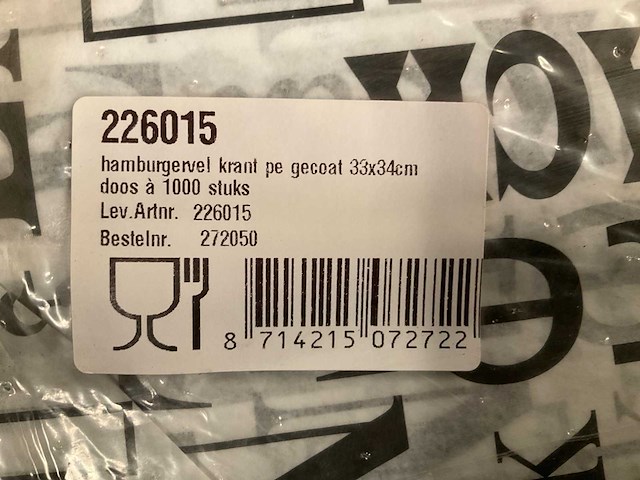 226015
hamburgervel krant pe gecoat 33x34cm
doos à 1000 stuks
Lev.Artnr. 226015
Bestelnr. 272050
8 714215 072722